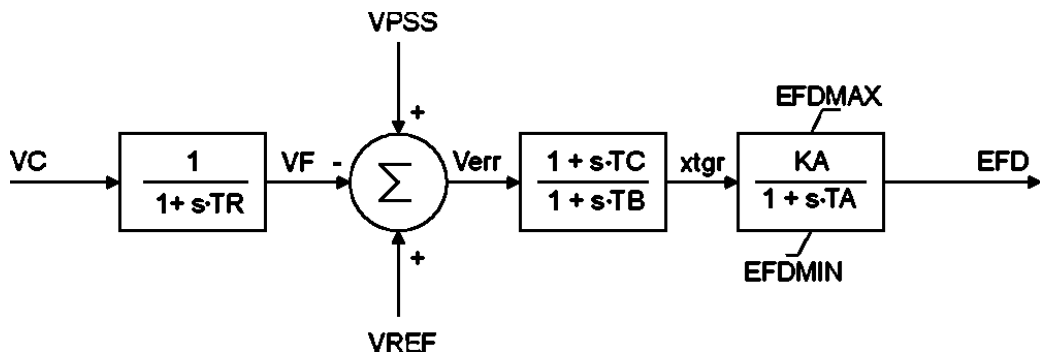 VPSS
+
EFDMAX
VC
1
1+ s·TR
VF
-
Σ
Verr
1 + s·TC
1 + s·TB
xtgr
KA
1 + s·TA
EFD
+
EFDMIN
VREF